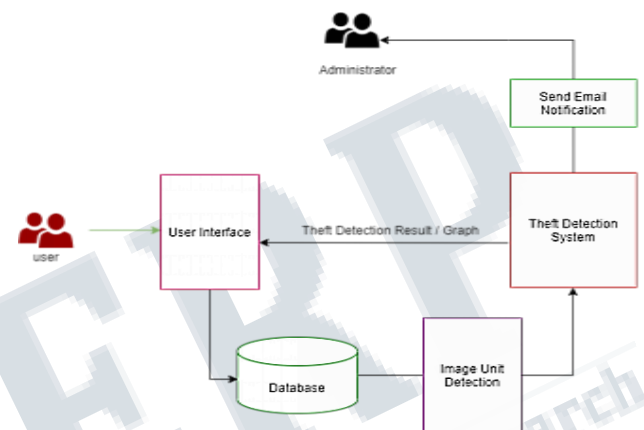 Administrator
Send Email
Notification
User Interface
Theft Detection Result / Graph
Theft Detection
System
user
Database
Image Unit
Detection